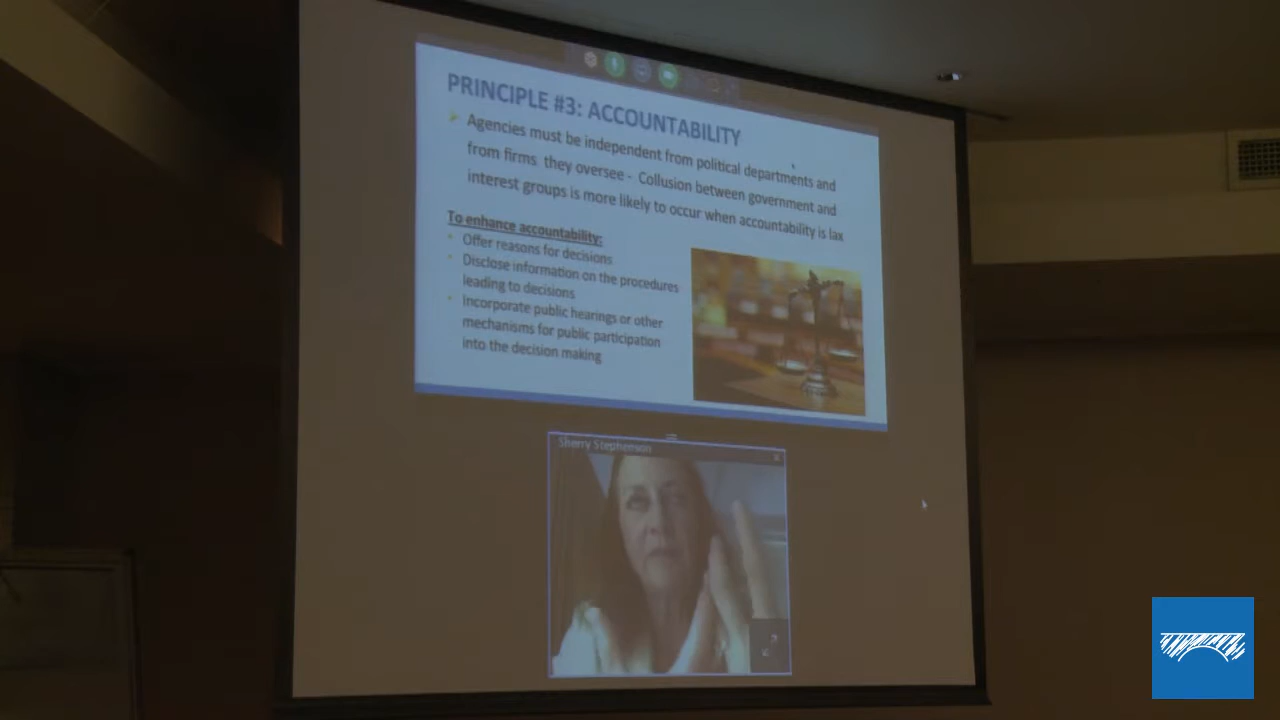 PRINCIPLE #3: ACCOUNTABILITY
Agencies must be independent from political departments and
from firms they oversee - Collusion between government and
interest groups is more likely to occur when accountability is lax
To enhance accountability:
Offer reasons for decisions
Disclose information on the procedures
leading to decisions
Incorporate public hearings or other
mechanisms for public participation
into the decision making
Sherry Stephenson